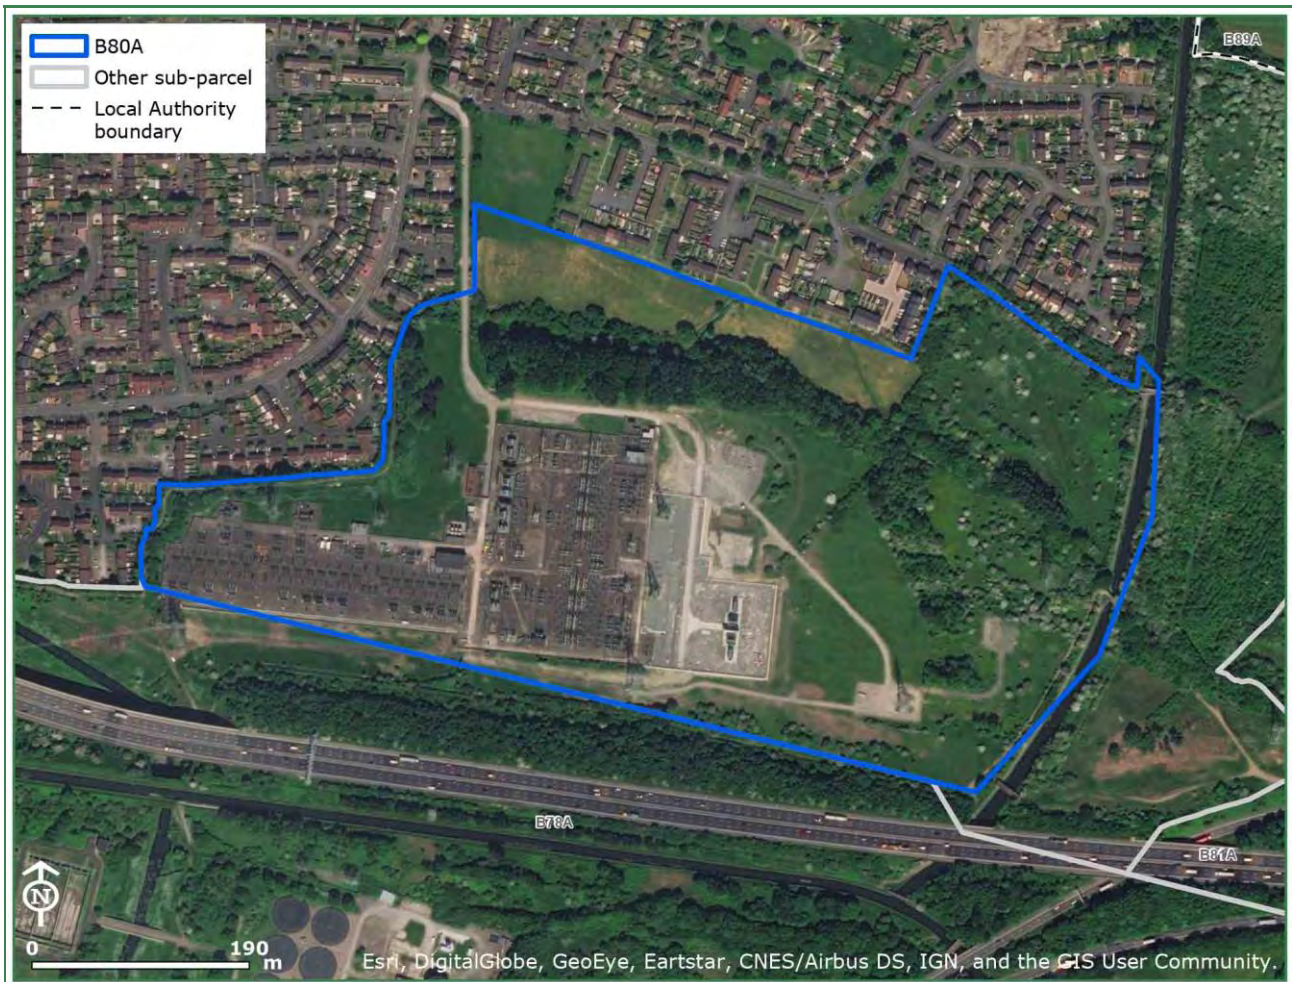 B80A
Other sub-parcel
Local Authority
boundary
B89A
B78A
B81A
N
0 190 m
Esri, DigitalGlobe, GeoEye, Eartstar, CNES/Airbus DS, IGN, and the GIS User Community.